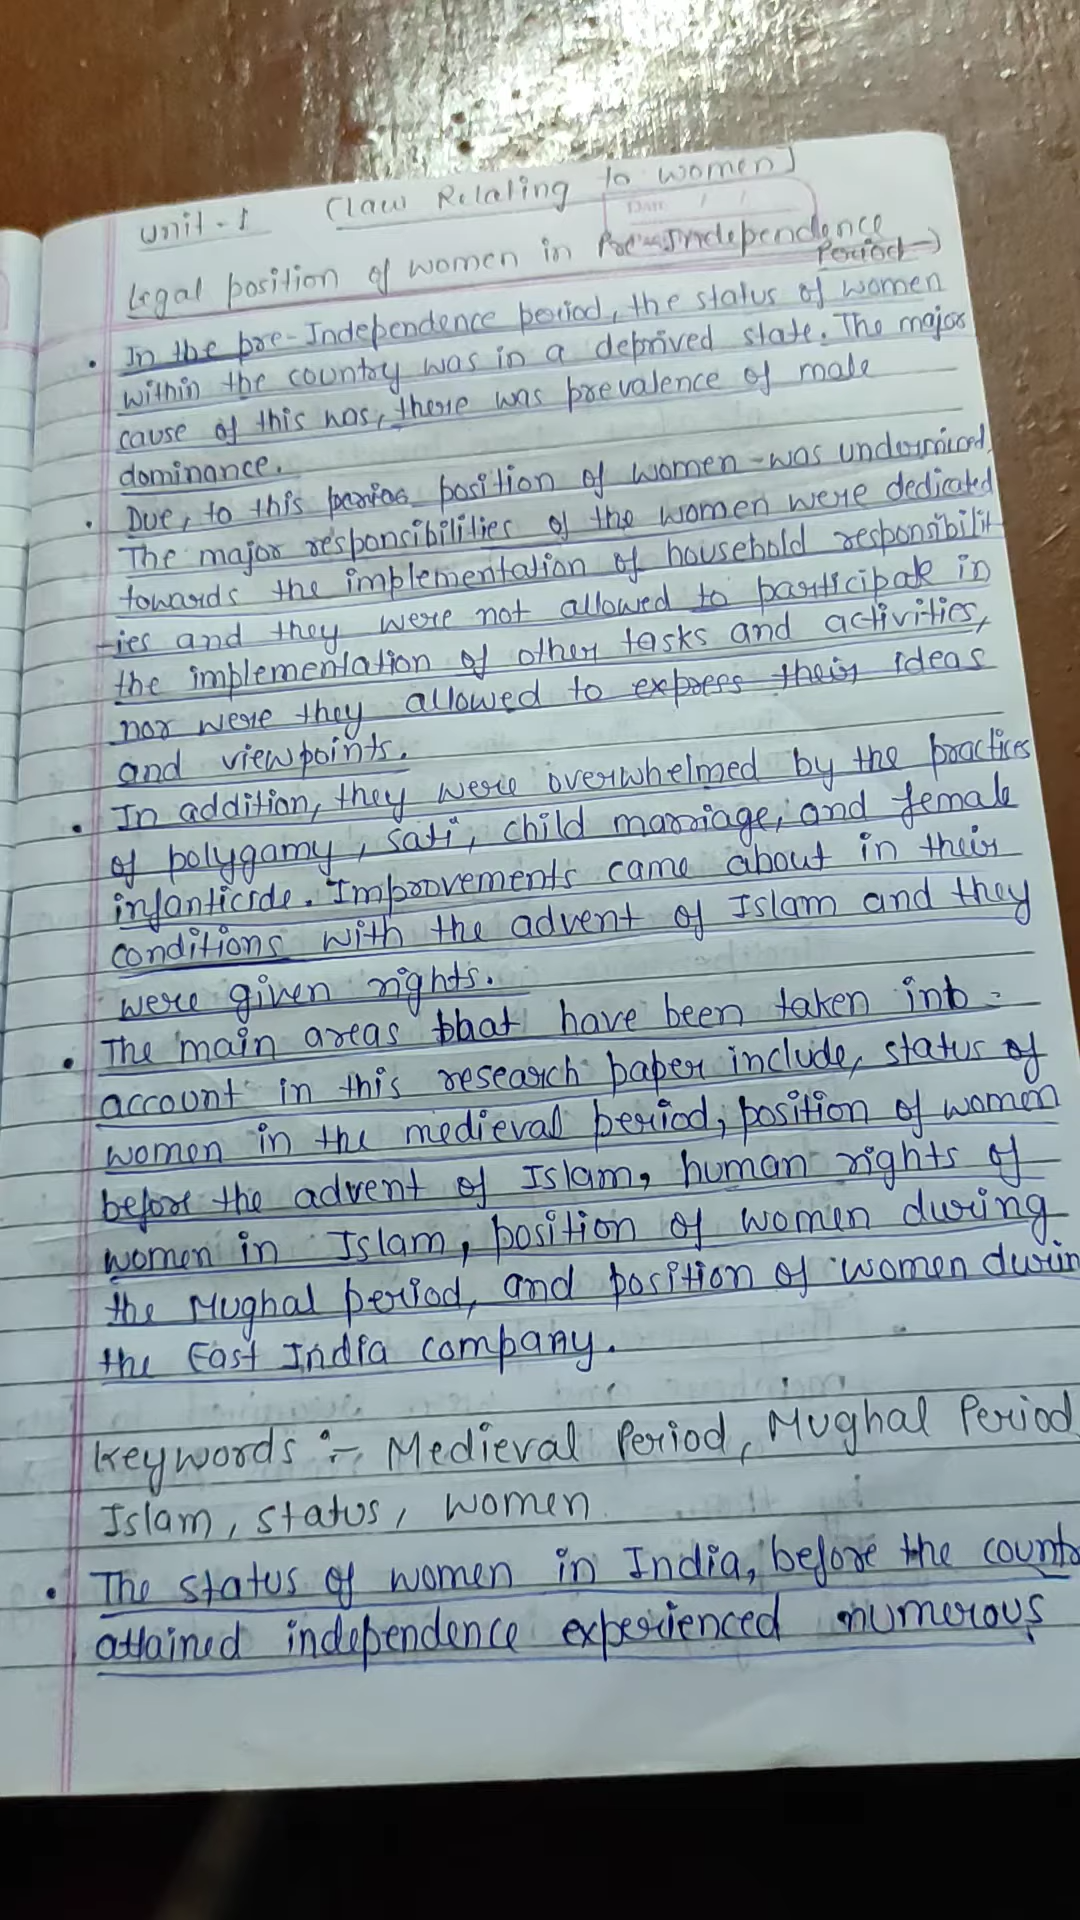 Unit - 1 (Law Relating to women)
DATE / /
Legal position of women in Pre-Independence
Period→)
• In the pre-Independence period, the status of women
within the country was in a deprived state. The major
cause of this was, there was prevalence of male
dominance.
• Due, to this position of women was undermined.
The major responsibilities of the women were dedicated
towards the implementation of household responsibilit
-ies and they were not allowed to participate in
the implementation of other tasks and activities,
nor were they allowed to express their ideas
and viewpoints.
• In addition, they were overwhelmed by the practices
of polygamy, sati, child marriage, and female
infanticide. Improovements came about in their
conditions with the advent of Islam and they
were given rights.
• The main areas that have been taken into -
account in this research paper include, status of
women in the medieval period, position of women
before the advent of Islam, human rights of
women in Islam, position of women during
the Mughal period, and position of women durin
the East India company.
Keywords :- Medieval Period, Mughal Period
Islam, status, women.
• The status of women in India, before the countr
attained independence experienced numerous